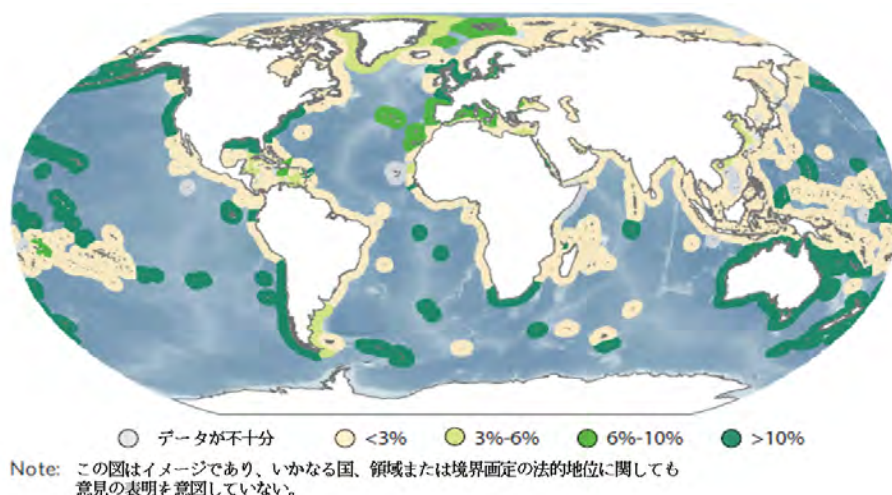 データが不十分 <3% 3%-6% 6%-10% >10%
Note: この図はイメージであり、いかなる国、領域または境界画定の法的地位に関しても
意見の表明を意図していない。